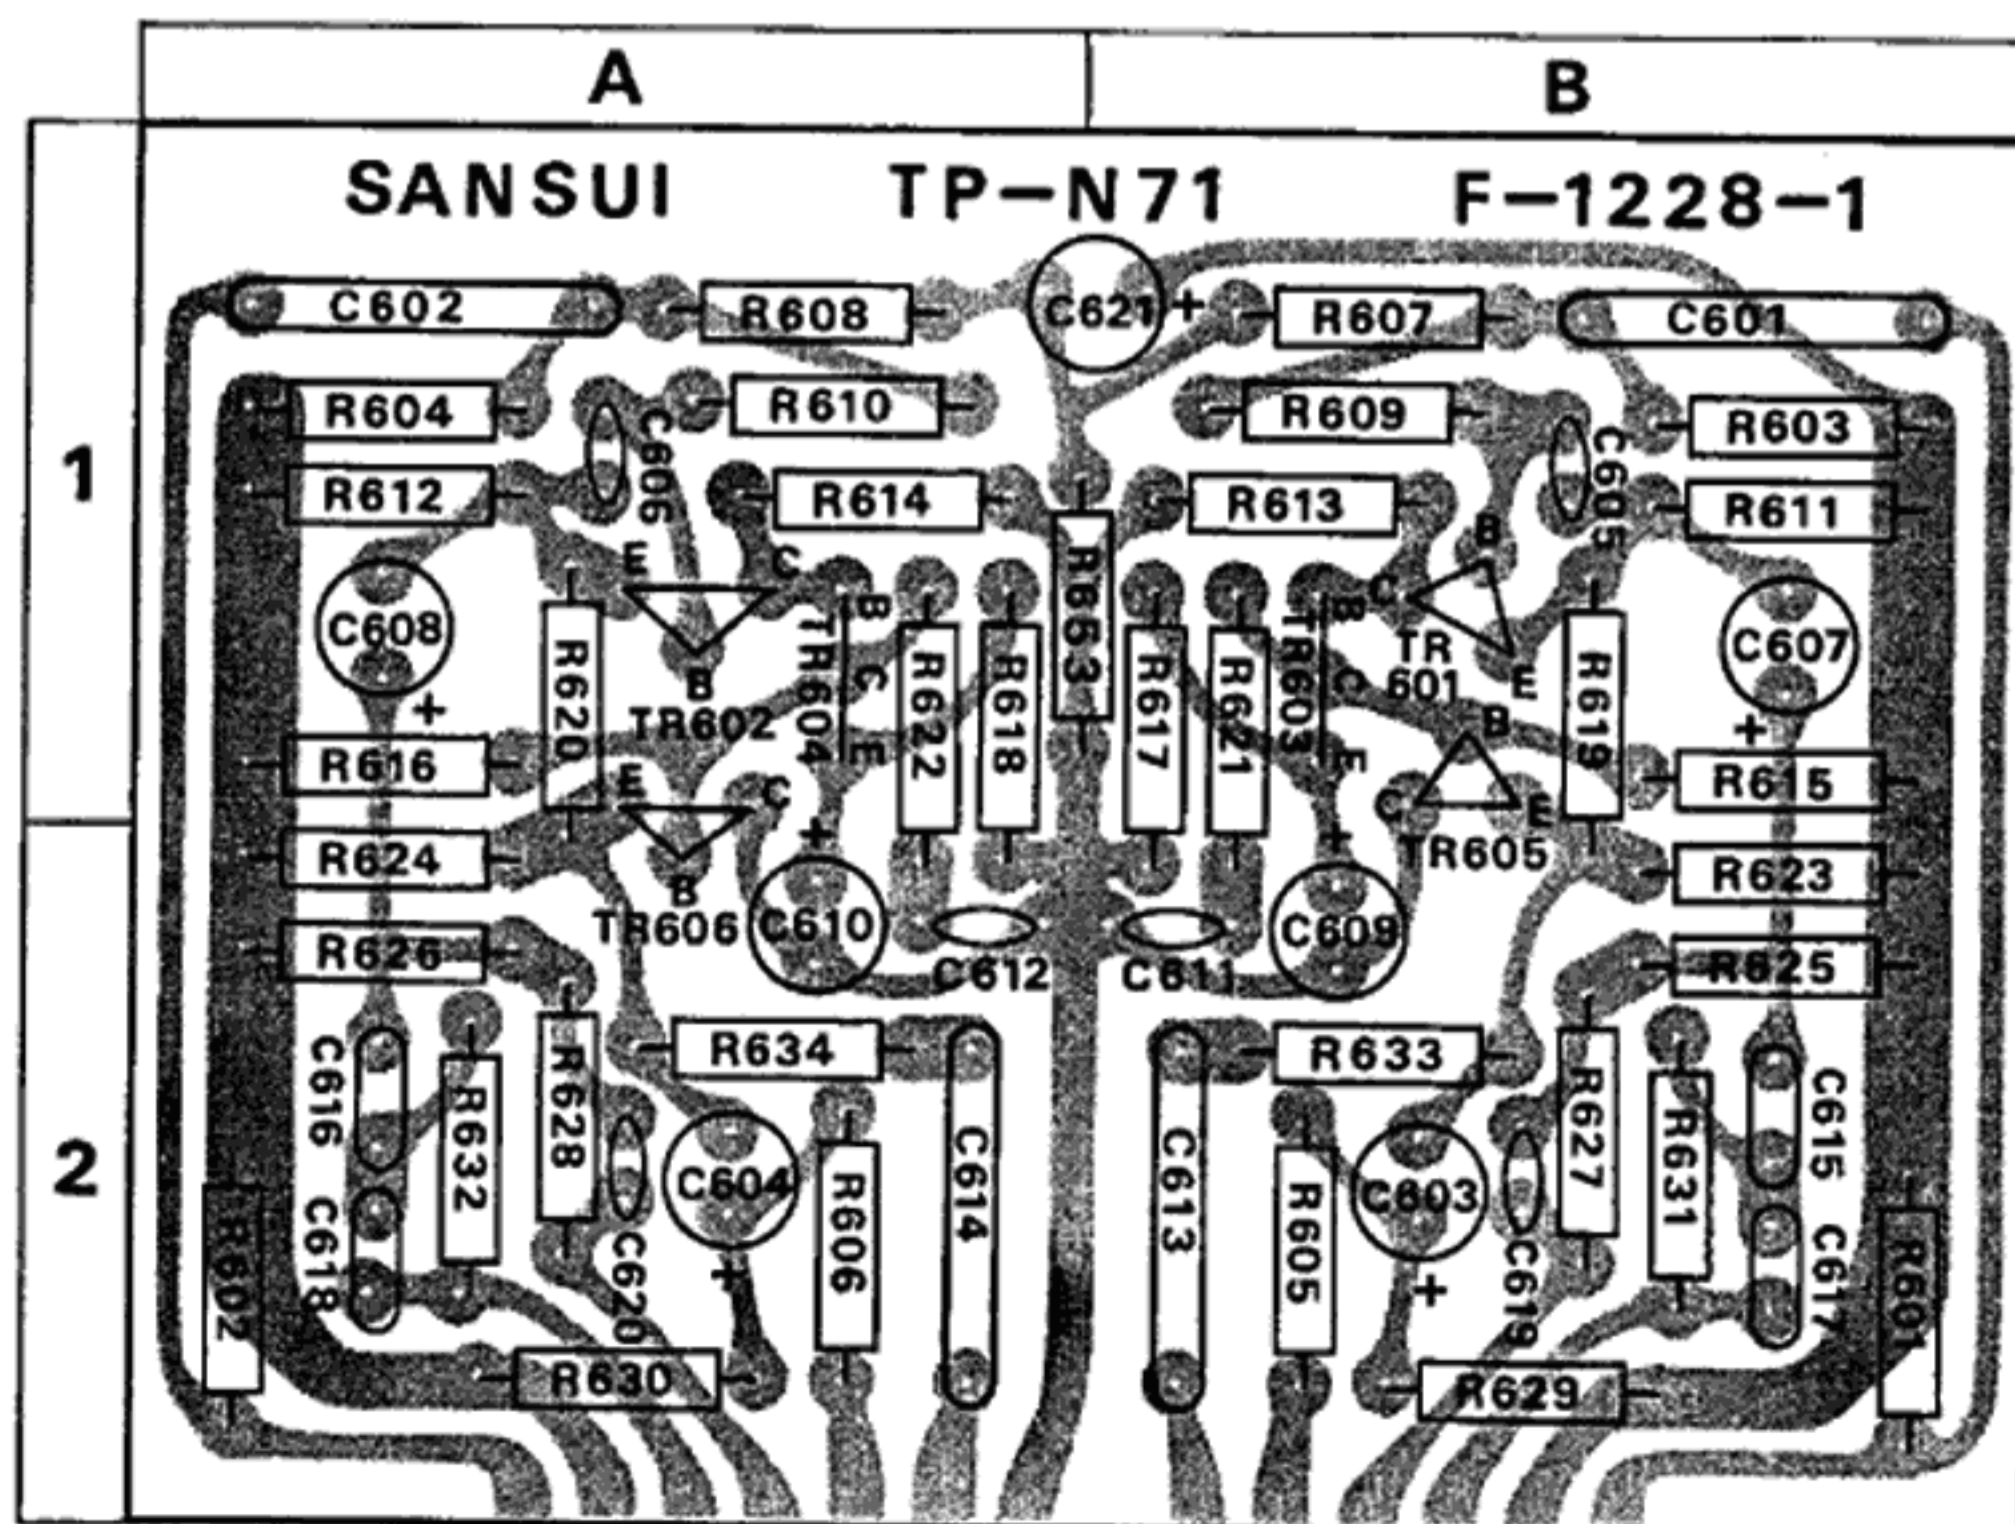 A B
SANSUI TP-N71 F-1228-1
1
C602 R608 C621 + R607 C601
R604 C606 R610 R609 C605 R603
R612 R614 R613 R611
E C B B C B
C608 R620 TR604 R622 R618 R663 R617 R621 TR603 TR 601 R619 C607
B C C E
+ TR602 B +
R616 E E R615
E C C E
R624 + + TR605 R623
B
TR606 C610 C609
R626 C612 C611 R625
2
C616 R632 R628 R634 R633 R627 R631 C615
C604 R606 C614 C613 R605 C603
R602 C618 C620 + + C619 C617 R601
R630 R629